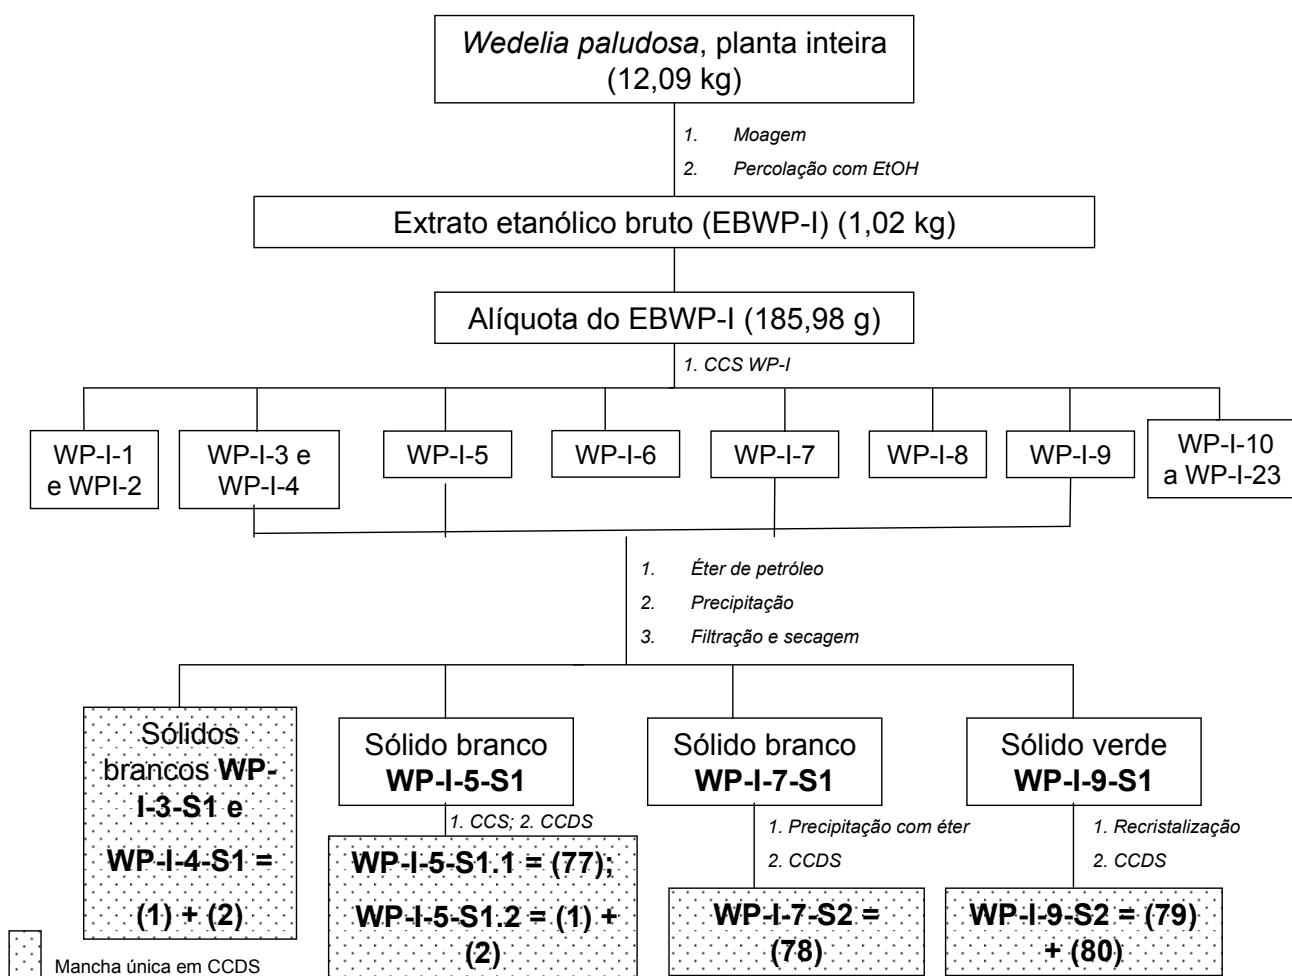 Wedelia paludosa, planta inteira
(12,09 kg)
1. Moagem
2. Percolação com EtOH
Extrato etanólico bruto (EBWP-I) (1,02 kg)
Alíquota do EBWP-I (185,98 g)
1. CCS WP-I
WP-I-1
e WPI-2
WP-I-3 e
WP-I-4
WP-I-5
WP-I-6
WP-I-7
WP-I-8
WP-I-9
WP-I-10
a WP-I-23
1. Éter de petróleo
2. Precipitação
3. Filtração e secagem
Sólidos
brancos WP-
I-3-S1 e
WP-I-4-S1 =
(1) + (2)
Sólido branco
WP-I-5-S1
1. CCS; 2. CCDS
WP-I-5-S1.1 = (77);
WP-I-5-S1.2 = (1) +
(2)
Sólido branco
WP-I-7-S1
1. Precipitação com éter
2. CCDS
WP-I-7-S2 =
(78)
Sólido verde
WP-I-9-S1
1. Recristalização
2. CCDS
WP-I-9-S2 = (79)
+ (80)
Mancha única em CCDS